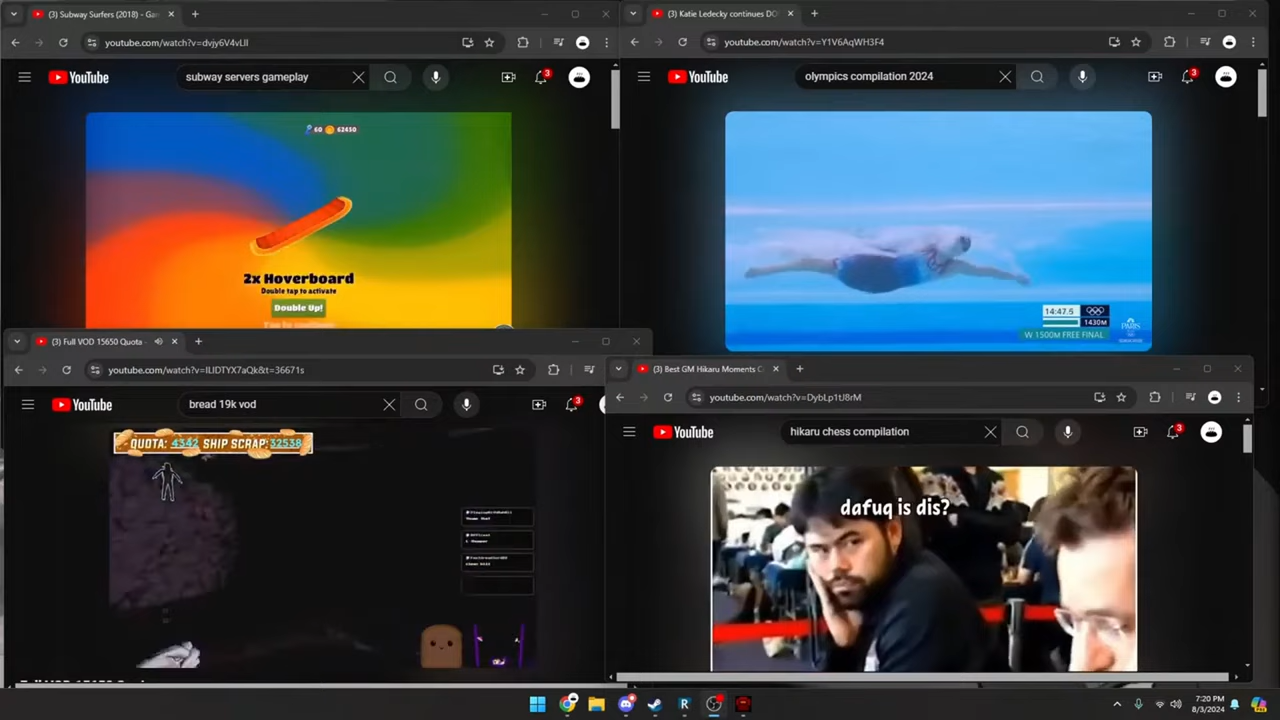 (3) Subway Surfers (2018) - Gam
youtube.com/watch?v=dvjy6V4vLlI
YouTube
subway servers gameplay
3
60 62450
2x Hoverboard
Double tap to activate
Double Up!
(3) Katie Ledecky continues DO
youtube.com/watch?v=Y1V6AqWH3F4
YouTube
olympics compilation 2024
3
14:47.5
1430M
W 1500M FREE FINAL
PARIS
(3) Full VOD 15650 Quota -
youtube.com/watch?v=ILIDTYX7aQk&t=36671s
YouTube
bread 19k vod
3
QUOTA: 4342 SHIP SCRAP: 32538
(3) Best GM Hikaru Moments C
youtube.com/watch?v=DybLp1tJ8rM
YouTube
hikaru chess compilation
3
dafuq is dis?
7:20 PM
8/3/2024